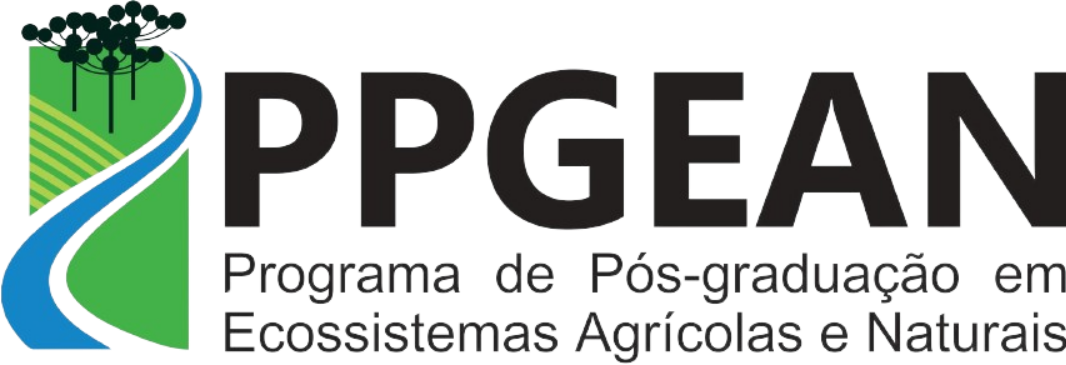 PPGEAN
Programa de Pós-graduação em
Ecossistemas Agrícolas e Naturais